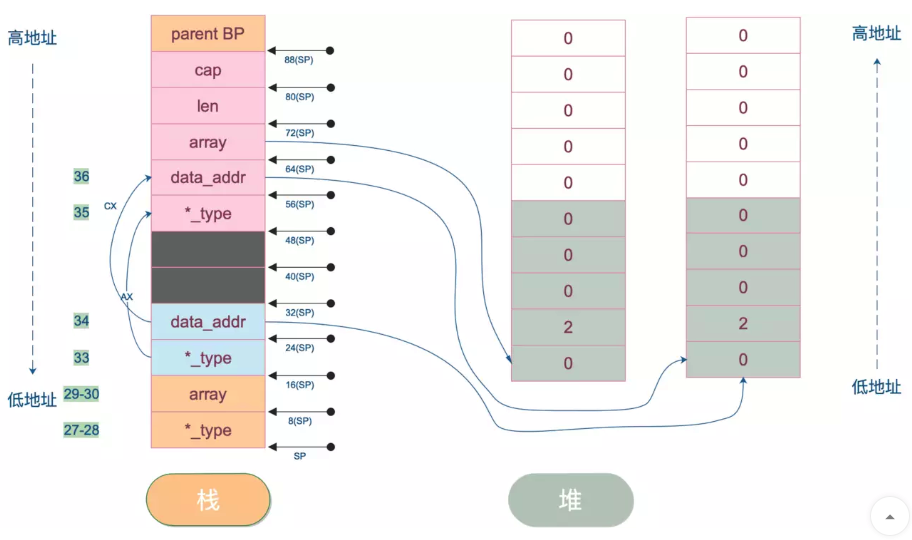 高地址
parent BP
88(SP)
cap
80(SP)
len
72(SP)
array
64(SP)
36
data_addr
56(SP)
CX
35
*_type
48(SP)
40(SP)
AX
32(SP)
34
data_addr
24(SP)
33
*_type
16(SP)
低地址
29-30
array
8(SP)
27-28
*_type
SP
栈
0
0
0
0
0
0
0
0
2
0
堆
0
0
0
0
0
0
0
0
2
0
高地址
低地址